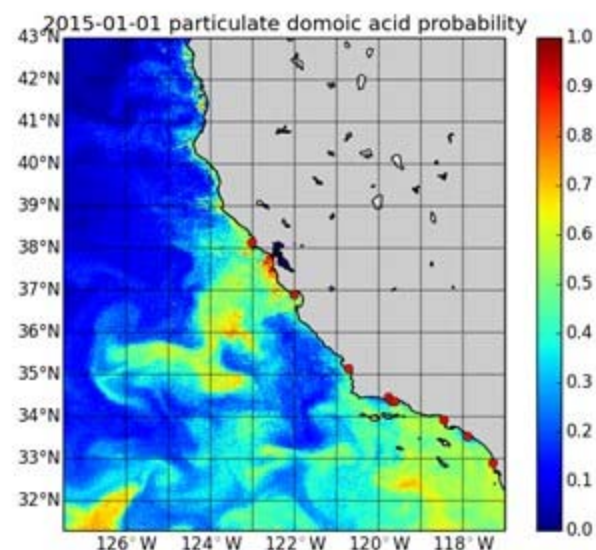 2015-01-01 particulate domoic acid probability
43°N
42°N
41°N
40°N
39°N
38°N
37°N
36°N
35°N
34°N
33°N
32°N
126°W 124°W 122°W 120°W 118°W
1.0
0.9
0.8
0.7
0.6
0.5
0.4
0.3
0.2
0.1
0.0